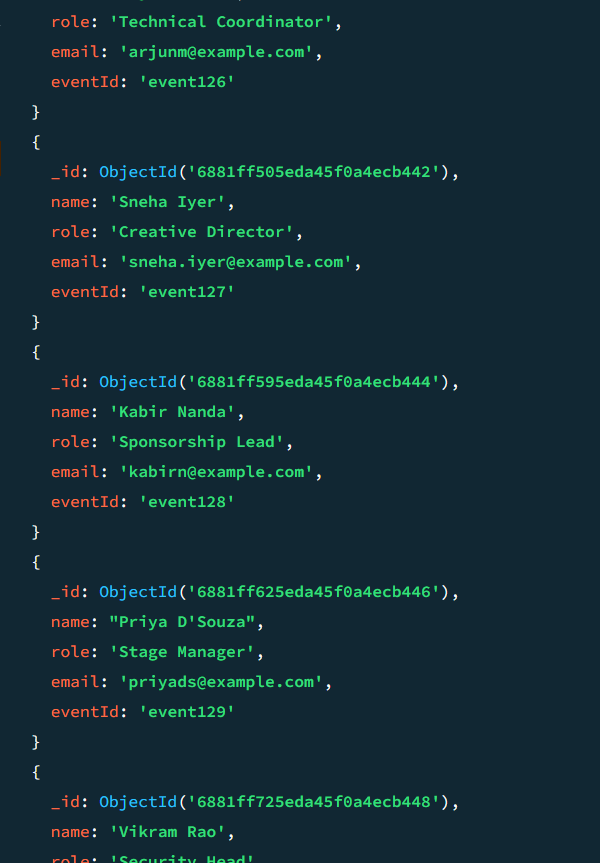 role: 'Technical Coordinator',
email: 'arjunm@example.com',
eventId: 'event126'
}
{
_id: ObjectId('6881ff505eda45f0a4ecb442'),
name: 'Sneha Iyer',
role: 'Creative Director',
email: 'sneha.iyer@example.com',
eventId: 'event127'
}
{
_id: ObjectId('6881ff595eda45f0a4ecb444'),
name: 'Kabir Nanda',
role: 'Sponsorship Lead',
email: 'kabirn@example.com',
eventId: 'event128'
}
{
_id: ObjectId('6881ff625eda45f0a4ecb446'),
name: "Priya D'Souza",
role: 'Stage Manager',
email: 'priyads@example.com',
eventId: 'event129'
}
{
_id: ObjectId('6881ff725eda45f0a4ecb448'),
name: 'Vikram Rao',
role: 'Security Head'